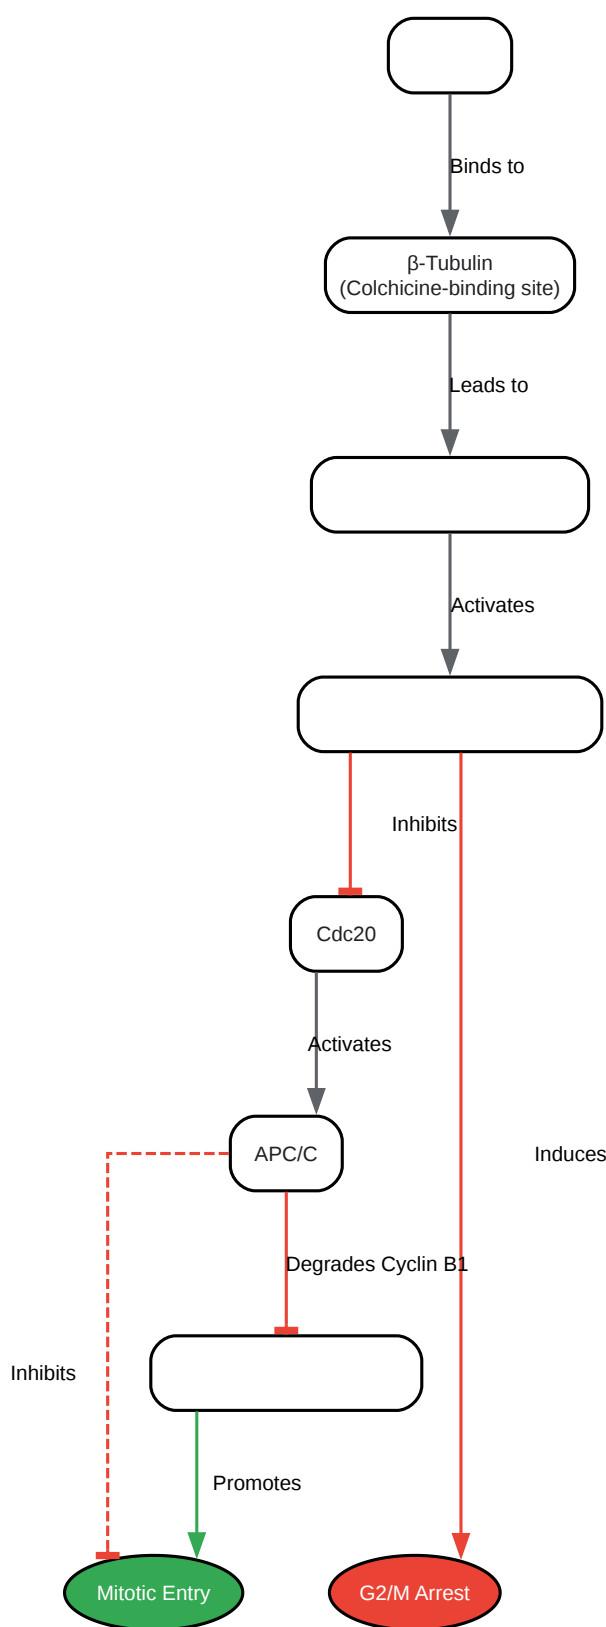 Binds to
β-Tubulin
(Colchicine-binding site)
Leads to
Activates
Inhibits
Cdc20
Activates
APC/C
Induces
Degrades Cyclin B1
Inhibits
Promotes
Mitotic Entry
G2/M Arrest